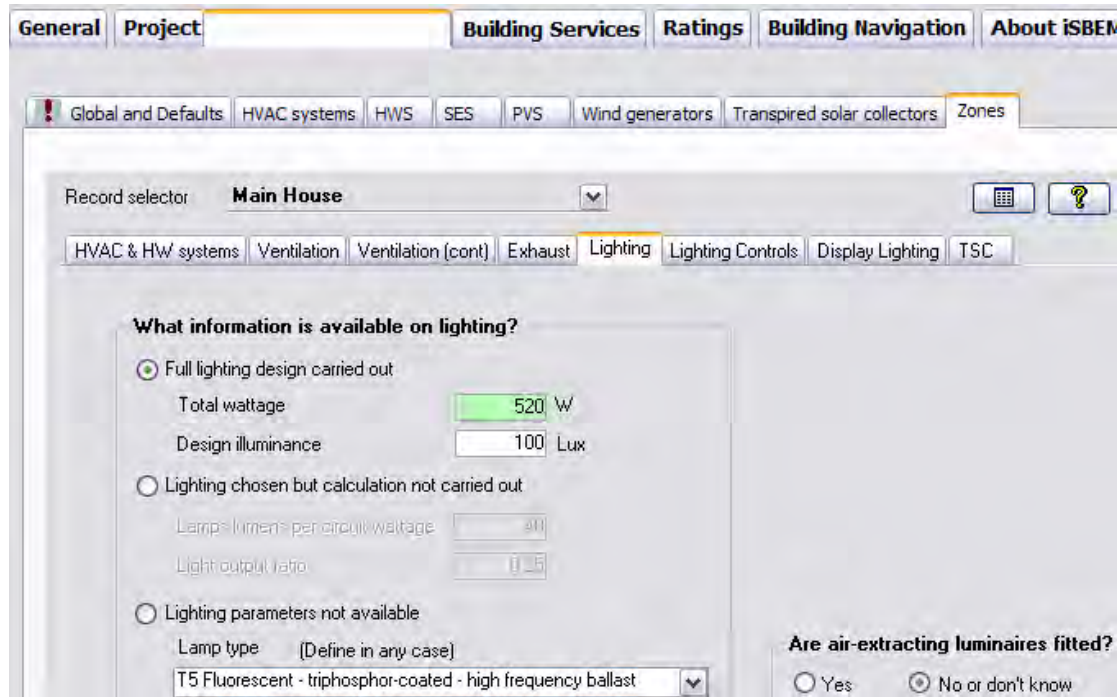 General Project Building Services Ratings Building Navigation About iSBEM
! Global and Defaults HVAC systems HWS SES PVS Wind generators Transpired solar collectors Zones
Record selector Main House ?
HVAC & HW systems Ventilation Ventilation (cont) Exhaust Lighting Lighting Controls Display Lighting TSC
What information is available on lighting?
Full lighting design carried out
Total wattage 520 W
Design illuminance 100 Lux
Lighting chosen but calculation not carried out
Lamps lumens per circuit wattage
Light output ratio
Lighting parameters not available
Lamp type (Define in any case)
T5 Fluorescent - triphosphor-coated - high frequency ballast
Are air-extracting luminaires fitted?
Yes No or don't know